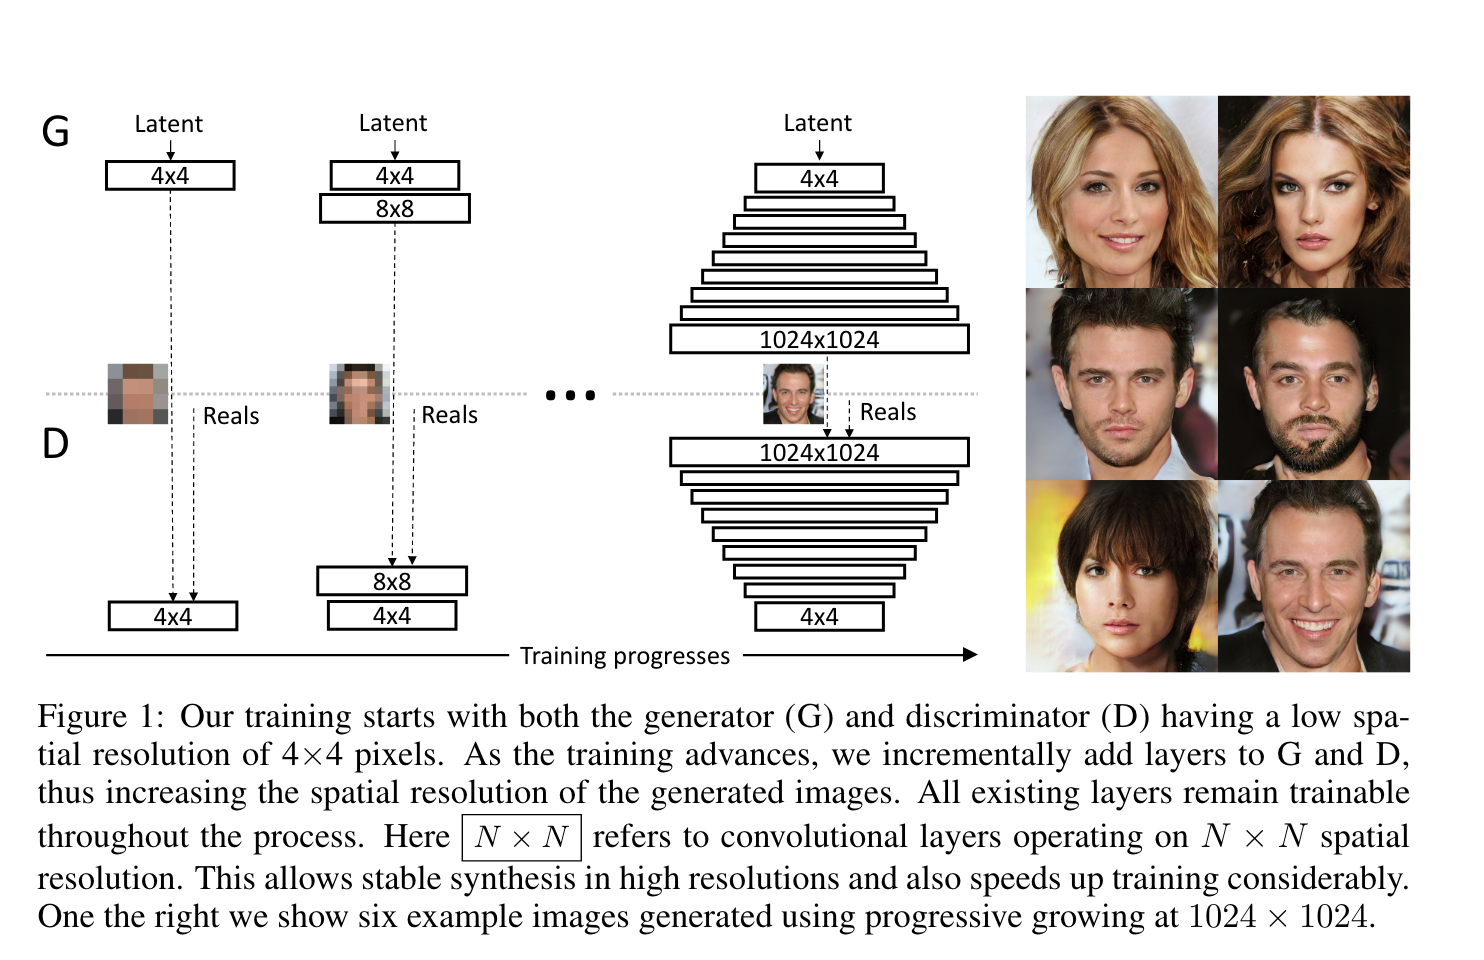 G
Latent
Latent
Latent
4x4
4x4
4x4
8x8
1024x1024
Reals
Reals
Reals
D
1024x1024
8x8
4x4
4x4
4x4
Training progresses
Figure 1: Our training starts with both the generator (G) and discriminator (D) having a low spa-
tial resolution of 4×4 pixels. As the training advances, we incrementally add layers to G and D,
thus increasing the spatial resolution of the generated images. All existing layers remain trainable
throughout the process. Here N × N refers to convolutional layers operating on N × N spatial
resolution. This allows stable synthesis in high resolutions and also speeds up training considerably.
One the right we show six example images generated using progressive growing at 1024 × 1024.